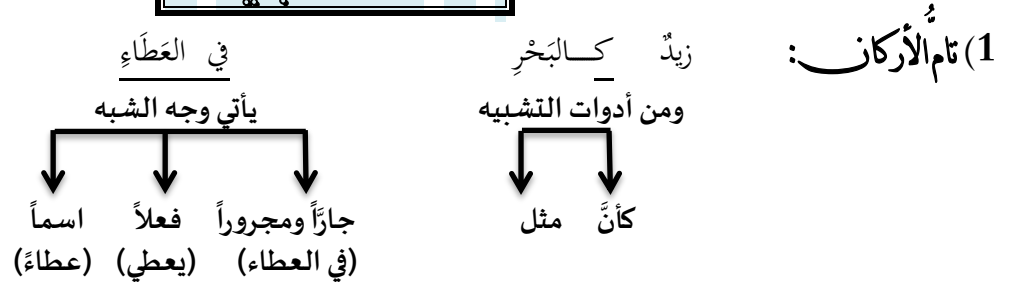 1) تامُّ الأركان: زيدٌ كالبَحْرِ في العَطَاءِ
ومن أدوات التشبيه يأتي وجه الشبه
كأنَّ مثل جارَّاً ومجروراً فعلاً اسماً
(في العطاء) (يعطي) (عطاءً)